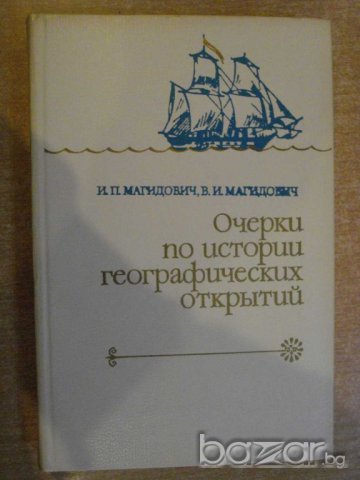 И. П. МАГИДОВИЧ, В. И. МАГИДОВИЧ
Очерки
по истории
географических
открытий
bazar.bg